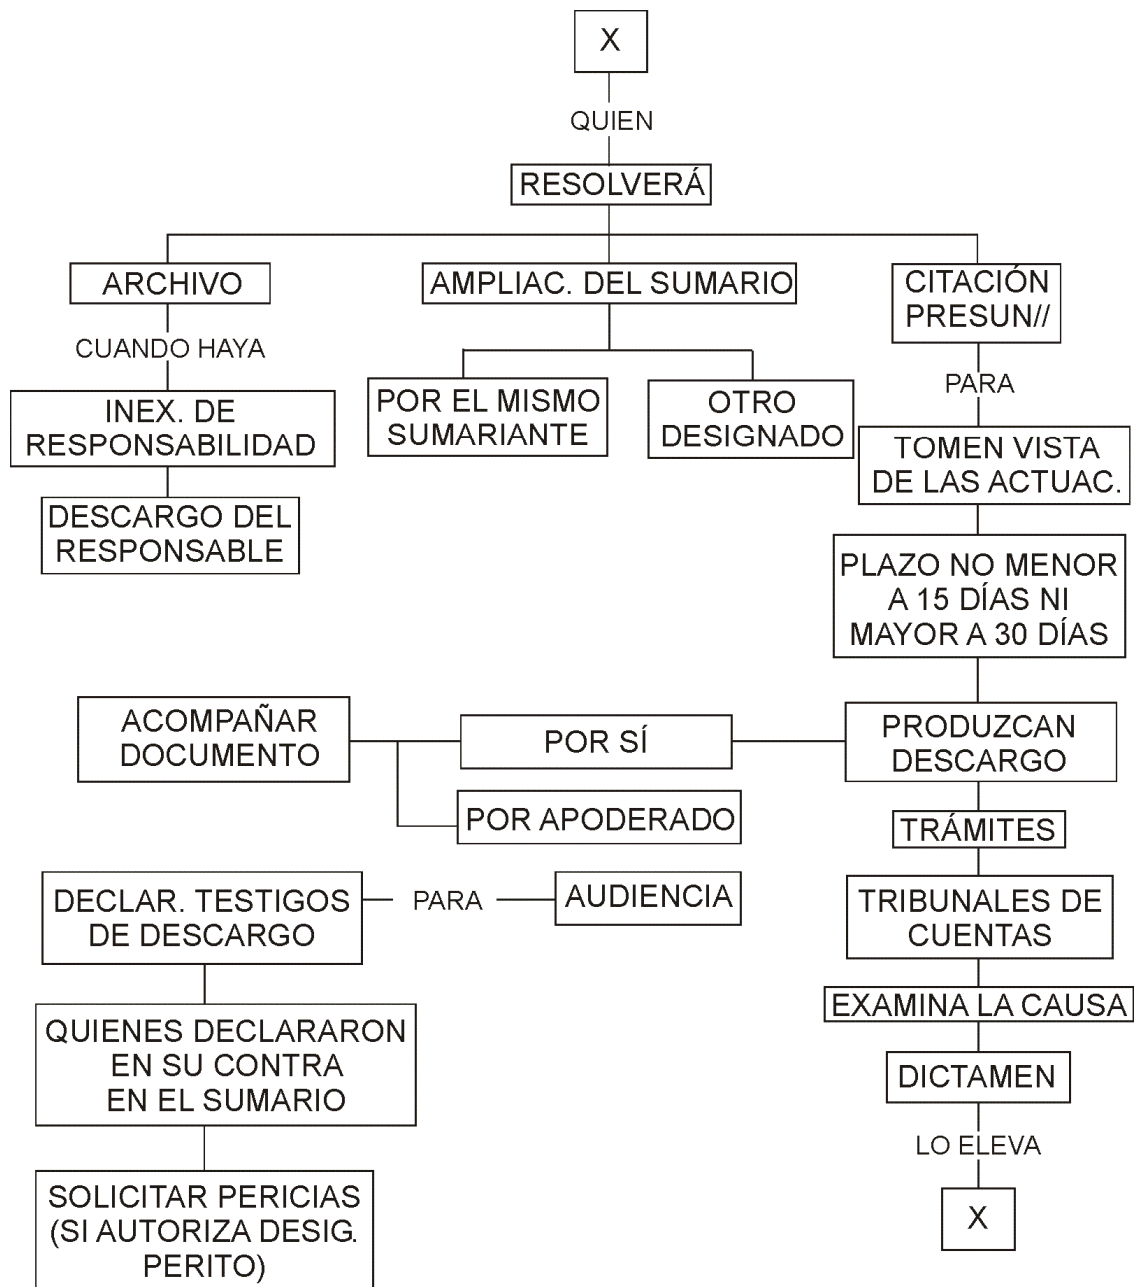 X
QUIEN
RESOLVERÁ
ARCHIVO
AMPLIAC. DEL SUMARIO
CITACIÓN
PRESUN//
CUANDO HAYA
INEX. DE
RESPONSABILIDAD
DESCARGO DEL
RESPONSABLE
POR EL MISMO
SUMARIANTE
OTRO
DESIGNADO
PARA
TOMEN VISTA
DE LAS ACTUAC.
PLAZO NO MENOR
A 15 DÍAS NI
MAYOR A 30 DÍAS
PRODUZCAN
DESCARGO
POR SÍ
POR APODERADO
ACOMPAÑAR
DOCUMENTO
TRÁMITES
TRIBUNALES DE
CUENTAS
EXAMINA LA CAUSA
DICTAMEN
LO ELEVA
X
AUDIENCIA
PARA
DECLAR. TESTIGOS
DE DESCARGO
QUIENES DECLARARON
EN SU CONTRA
EN EL SUMARIO
SOLICITAR PERICIAS
(SI AUTORIZA DESIG.
PERITO)